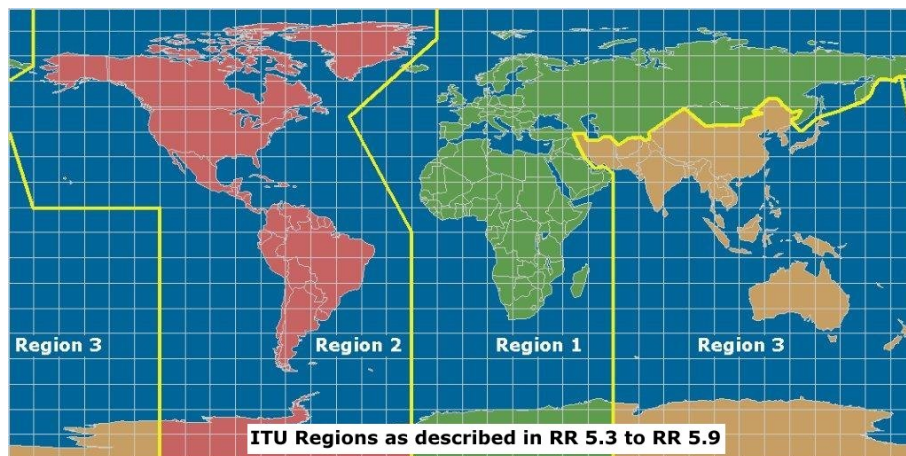 Region 3
Region 2
Region 1
Region 3
ITU Regions as described in RR 5.3 to RR 5.9